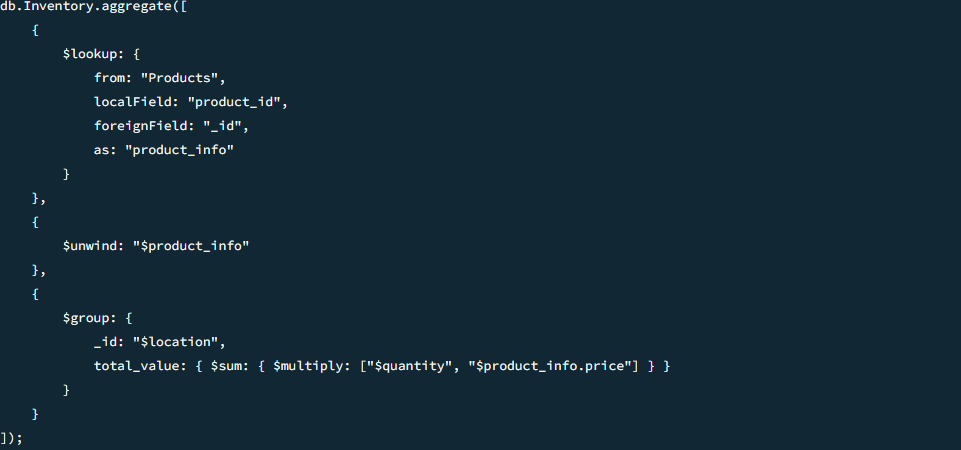 db.Inventory.aggregate([
    {
        $lookup: {
            from: "Products",
            localField: "product_id",
            foreignField: "_id",
            as: "product_info"
        }
    },
    {
        $unwind: "$product_info"
    },
    {
        $group: {
            _id: "$location",
            total_value: { $sum: { $multiply: ["$quantity", "$product_info.price"] } }
        }
    }
]);